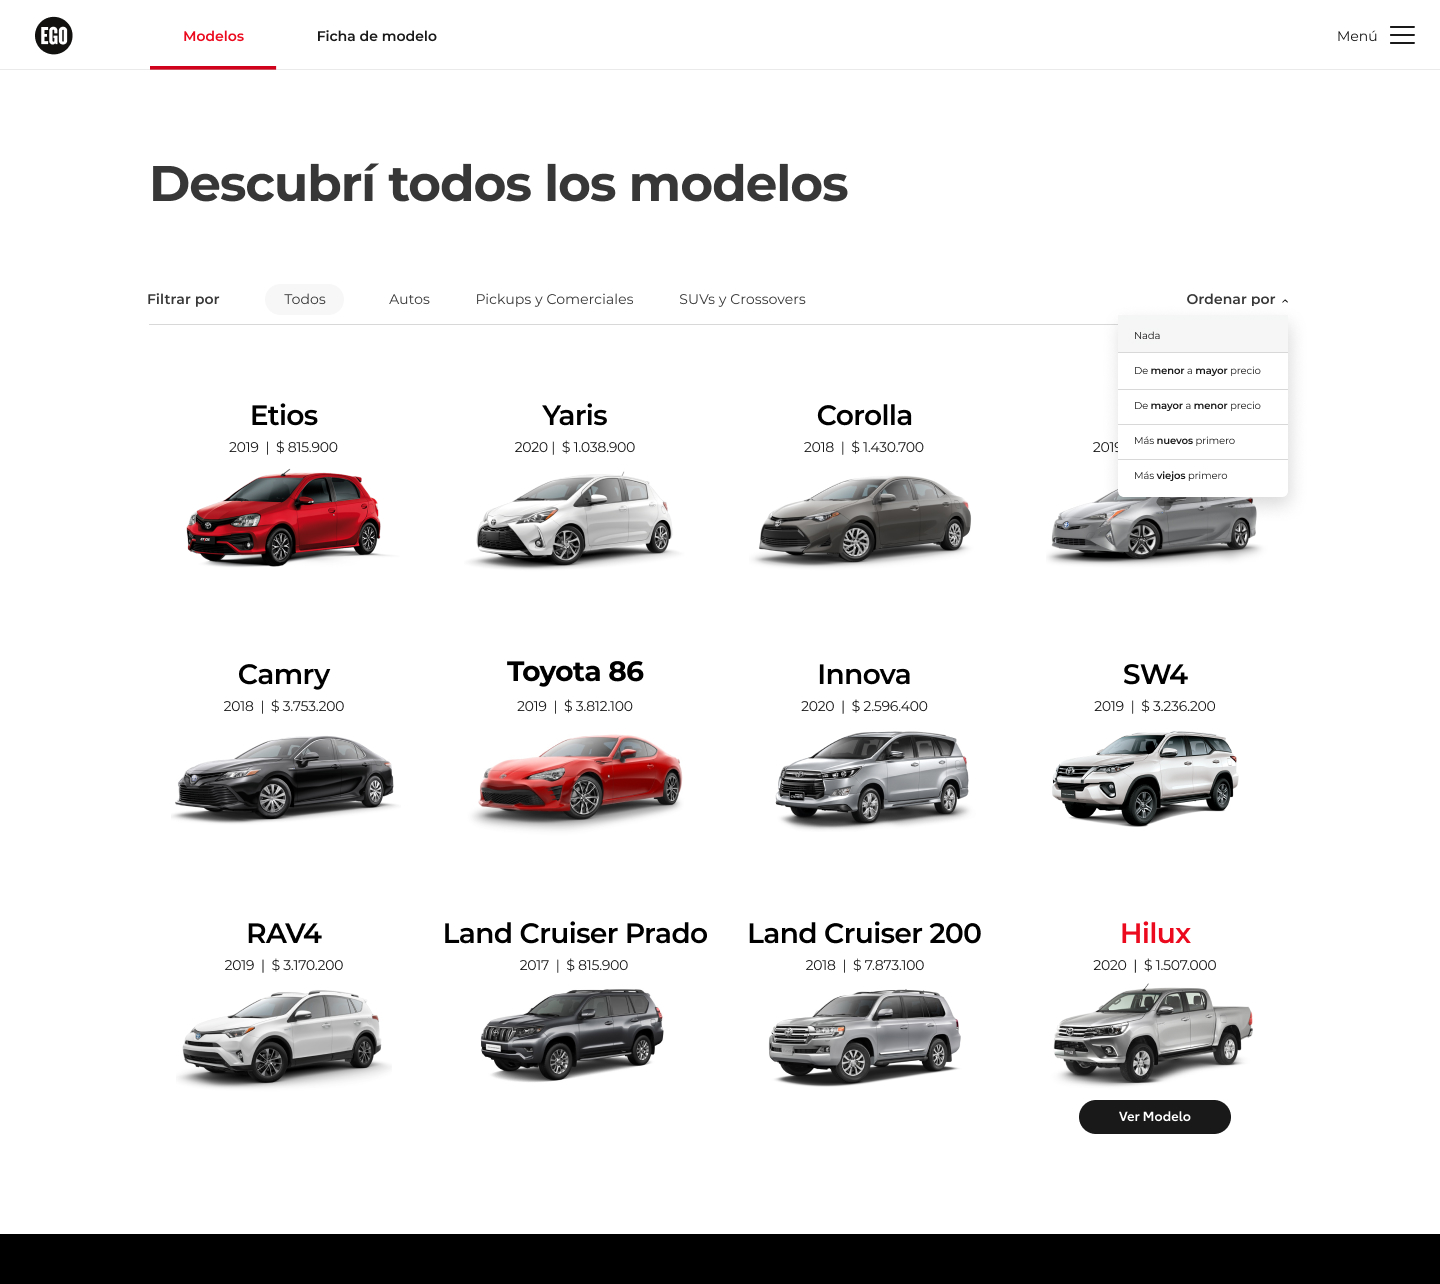 EGO
Modelos
Ficha de modelo
Menú
Descubrí todos los modelos
Filtrar por
Todos
Autos
Pickups y Comerciales
SUVs y Crossovers
Ordenar por
Nada
De menor a mayor precio
De mayor a menor precio
Más nuevos primero
Más viejos primero
Etios
2019 | $ 815.900
Yaris
2020 | $ 1.038.900
Corolla
2018 | $ 1.430.700
Camry
2018 | $ 3.753.200
Toyota 86
2019 | $ 3.812.100
Innova
2020 | $ 2.596.400
SW4
2019 | $ 3.236.200
RAV4
2019 | $ 3.170.200
Land Cruiser Prado
2017 | $ 815.900
Land Cruiser 200
2018 | $ 7.873.100
Hilux
2020 | $ 1.507.000
Ver Modelo